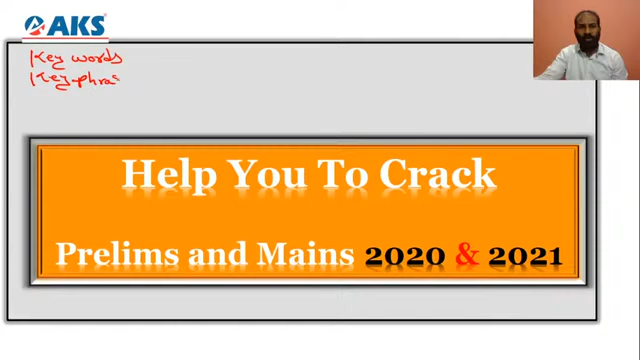 AKS
Key words
Key phras
Help You To Crack
Prelims and Mains 2020 & 2021